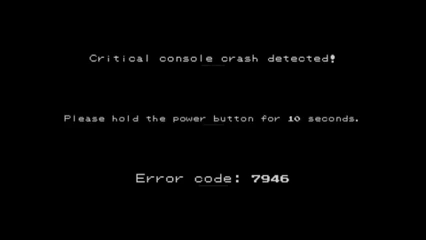 Critical console crash detected!
Please hold the power button for 10 seconds.
Error code: 7946